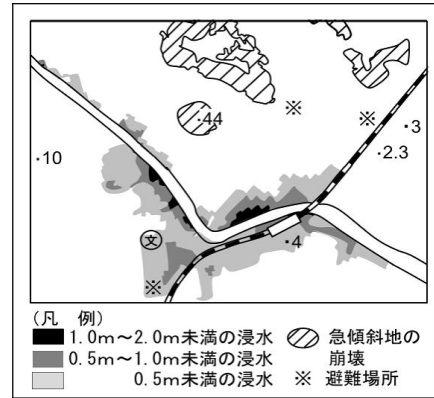 ・44
※
※
・3
・2.3
・10
文
・4
※
(凡 例)
1.0m～2.0m未満の浸水
0.5m～1.0m未満の浸水
0.5m未満の浸水
急傾斜地の
崩壊
※ 避難場所